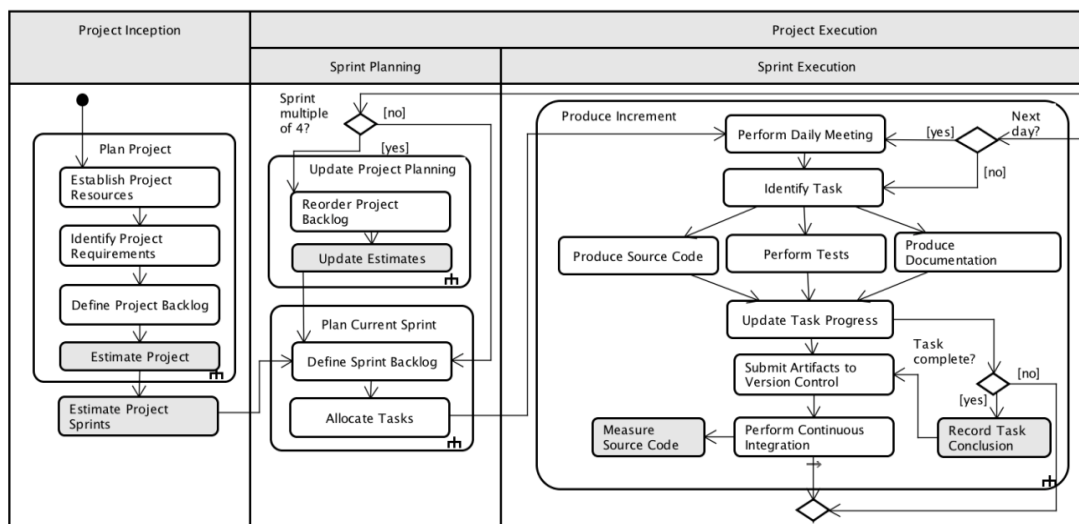 Project Inception
Project Execution
Sprint Planning
Sprint Execution
Plan Project
Establish Project
Resources
Identify Project
Requirements
Define Project Backlog
Estimate Project
Estimate Project
Sprints
Sprint
multiple
of 4?
[no]
[yes]
Update Project Planning
Reorder Project
Backlog
Update Estimates
Plan Current Sprint
Define Sprint Backlog
Allocate Tasks
Produce Increment
Perform Daily Meeting
[yes]
Next
day?
[no]
Identify Task
Produce Source Code
Perform Tests
Produce
Documentation
Update Task Progress
Task
complete?
[no]
[yes]
Submit Artifacts to
Version Control
Measure
Source Code
Perform Continuous
Integration
Record Task
Conclusion